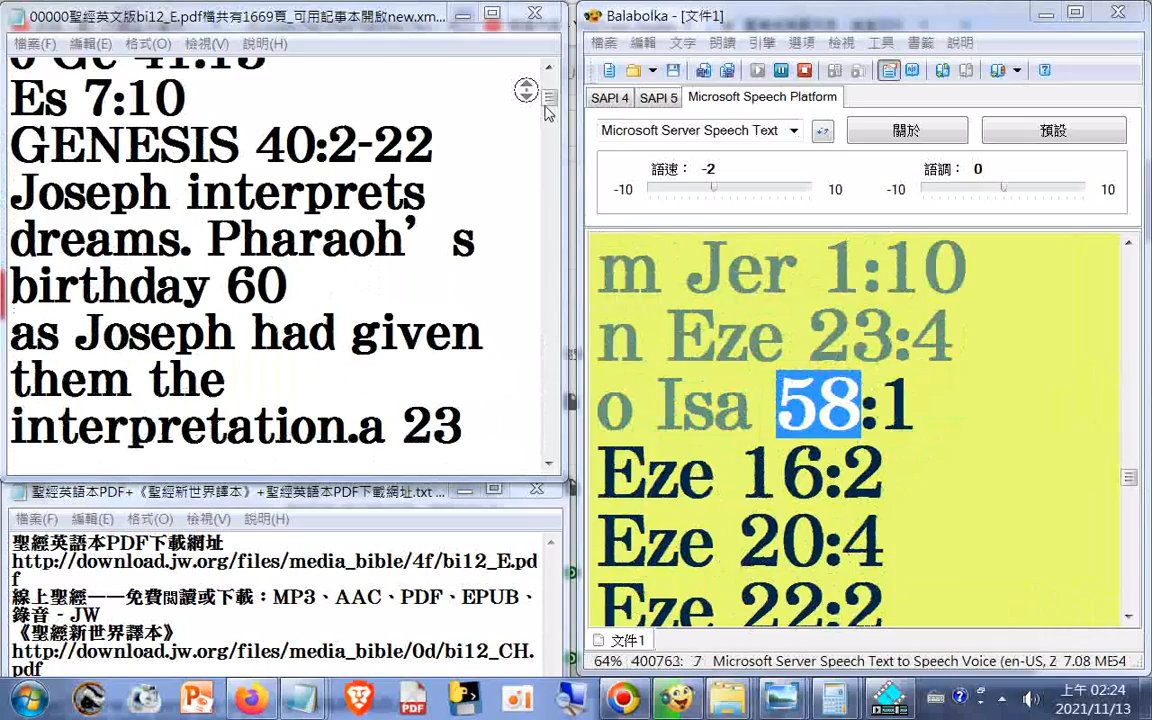 00000聖經英文版bi12_E.pdf檔共有1669頁_可用記事本開啟new.xm...
檔案(F) 編輯(E) 格式(O) 檢視(V) 說明(H)
Es 7:10
GENESIS 40:2-22
Joseph interprets
dreams. Pharaoh’s
birthday 60
as Joseph had given
them the
interpretation.a 23
聖經英語本PDF+《聖經新世界譯本》+聖經英語本PDF下載網址.txt ...
檔案(F) 編輯(E) 格式(O) 檢視(V) 說明(H)
聖經英語本PDF下載網址
http://download.jw.org/files/media_bible/4f/bi12_E.pd
f
線上聖經——免費閱讀或下載：MP3、AAC、PDF、EPUB、
錄音 - JW
《聖經新世界譯本》
http://download.jw.org/files/media_bible/0d/bi12_CH.
pdf
Balabolka - [文件1]
檔案 編輯 文字 朗讀 引擎 選項 檢視 工具 書籤 說明
SAPI 4 SAPI 5 Microsoft Speech Platform
Microsoft Server Speech Text
關於
預設
語速： -2
語調： 0
-10 10 -10 10
m Jer 1:10
n Eze 23:4
o Isa 58:1
Eze 16:2
Eze 20:4
Eze 22:2
文件1
64% 400763: 7 Microsoft Server Speech Text to Speech Voice (en-US, Z 7.08 ME54
上午 02:24
2021/11/13